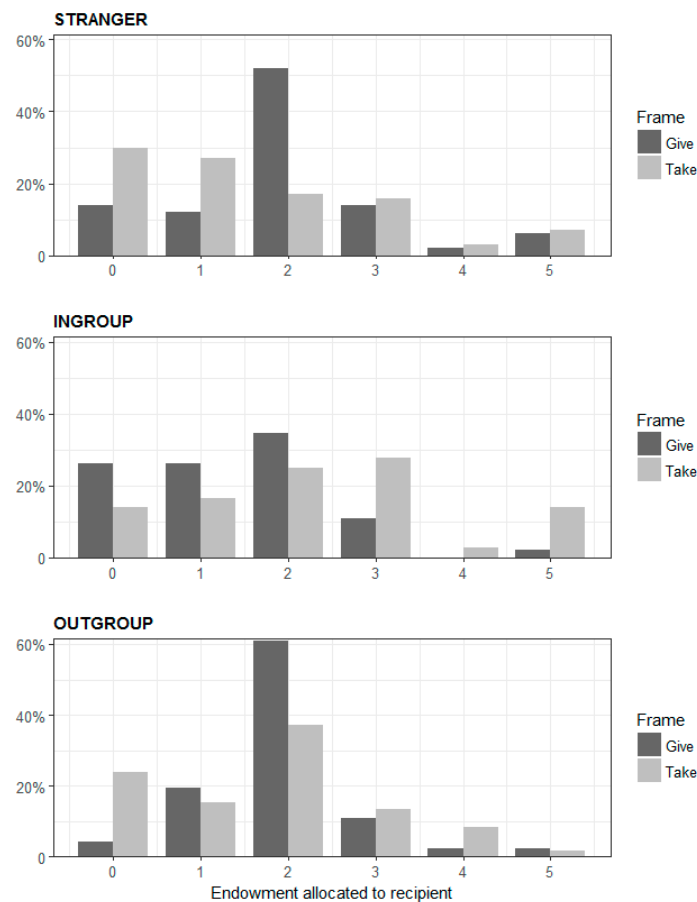 STRANGER
60%
40%
20%
0
0 1 2 3 4 5
Frame
Give
Take
INGROUP
60%
40%
20%
0
0 1 2 3 4 5
Frame
Give
Take
OUTGROUP
60%
40%
20%
0
0 1 2 3 4 5
Endowment allocated to recipient
Frame
Give
Take